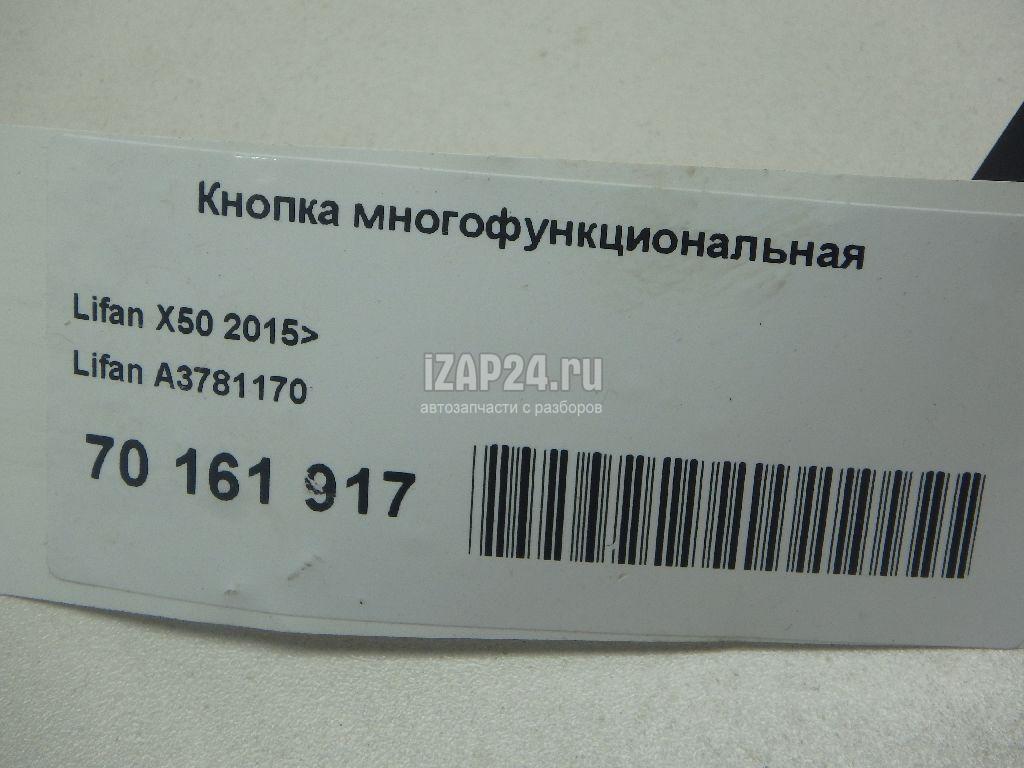 Кнопка многофункциональная
Lifan X50 2015>
Lifan A3781170
iZAP24.ru
автозапчасти с разборов
70 161 917